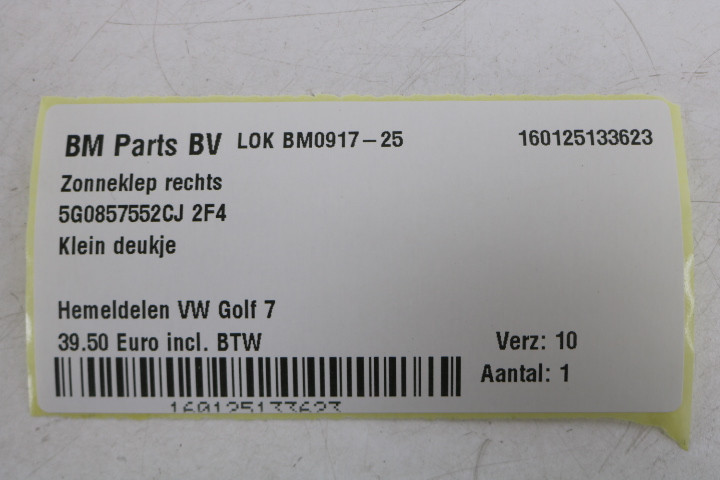 BM Parts BV LOK BM0917-25 160125133623
Zonneklep rechts
5G0857552CJ 2F4
Klein deukje
Hemeldelen VW Golf 7
39.50 Euro incl. BTW Verz: 10
Aantal: 1
160125133623